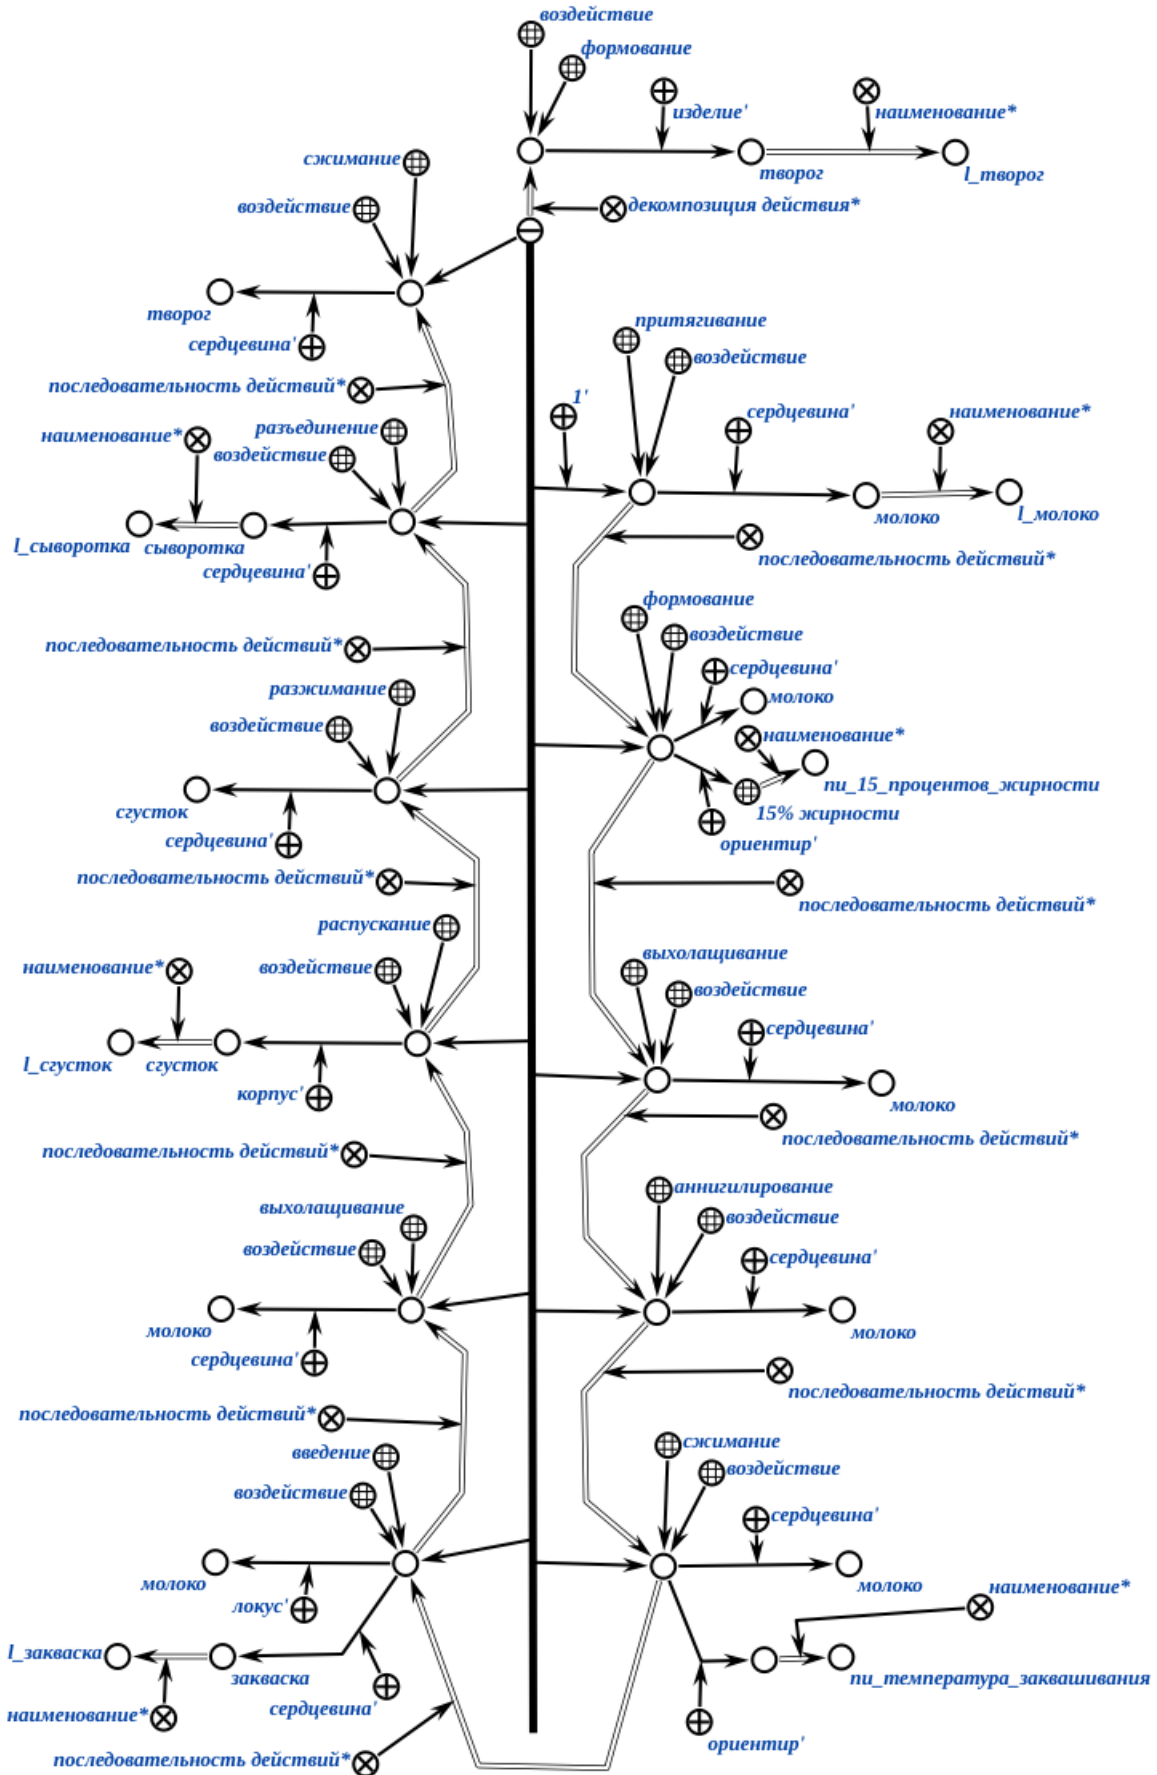 воздействие
формование
изделие'
наименование*
творог
l_творог
сжимание
воздействие
декомпозиция действия*
творог
сердцевина'
последовательность действий*
притягивание
воздействие
1'
сердцевина'
наименование*
молоко
l_молоко
последовательность действий*
наименование*
разъединение
воздействие
l_сыворотка
сыворотка
сердцевина'
формование
воздействие
сердцевина'
молоко
наименование*
пи_15_процентов_жирности
15% жирности
ориентир'
последовательность действий*
последовательность действий*
разжимание
воздействие
сгусток
сердцевина'
последовательность действий*
распускание
наименование*
воздействие
l_сгусток
сгусток
корпус'
выхолащивание
воздействие
сердцевина'
молоко
последовательность действий*
последовательность действий*
выхолащивание
воздействие
молоко
сердцевина'
аннигилирование
воздействие
сердцевина'
молоко
последовательность действий*
последовательность действий*
введение
воздействие
молоко
локус'
l_закваска
закваска
сердцевина'
наименование*
последовательность действий*
сжимание
воздействие
сердцевина'
молоко
наименование*
пи_температура_заквашивания
ориентир'